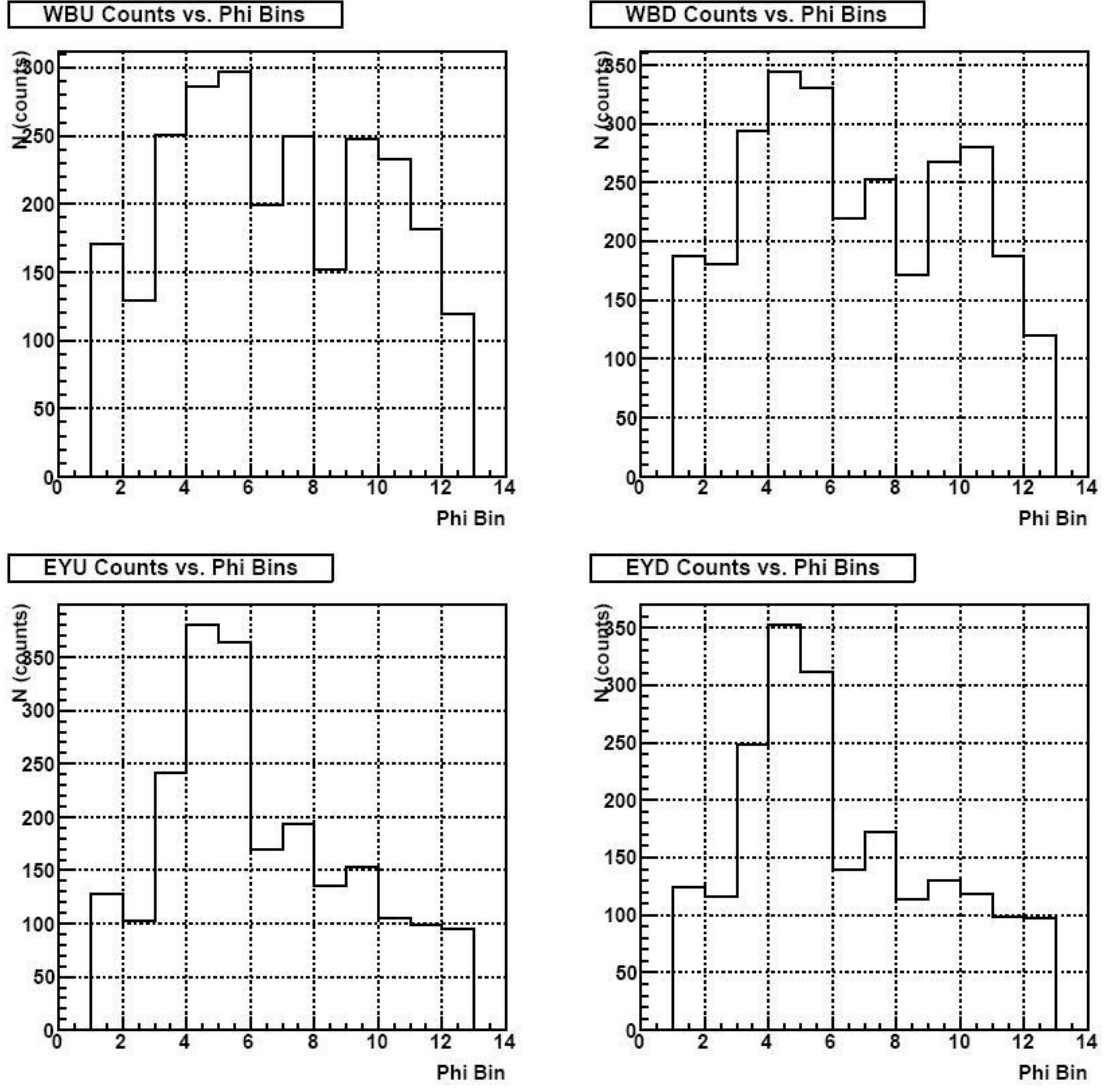 WBU Counts vs. Phi Bins
N (counts)
300
250
200
150
100
50
0
0 2 4 6 8 10 12 14
Phi Bin
WBD Counts vs. Phi Bins
N (counts)
350
300
250
200
150
100
50
0
0 2 4 6 8 10 12 14
Phi Bin
EYU Counts vs. Phi Bins
N (counts)
350
300
250
200
150
100
50
0
0 2 4 6 8 10 12 14
Phi Bin
EYD Counts vs. Phi Bins
N (counts)
350
300
250
200
150
100
50
0
0 2 4 6 8 10 12 14
Phi Bin